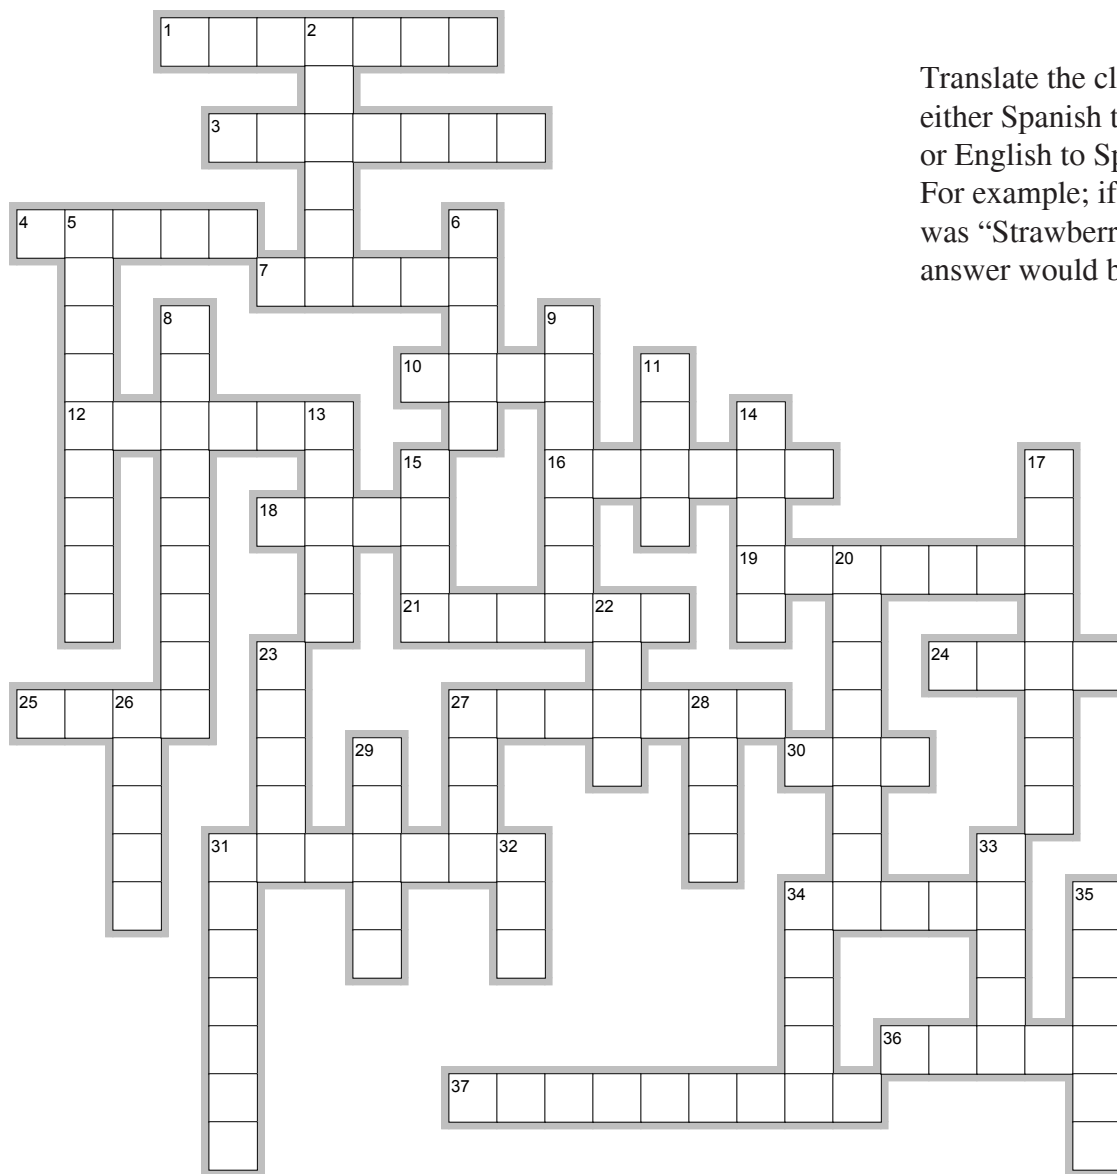 1 2
Translate the cl
3
either Spanish t
or English to Sp
4 5 6
For example; if
was “Strawberr
7
answer would b
8 9
10 11
12 13 14
15 16 17
18
19 20
21 22
23 24
25 26 27 28
29 30
31 32 33
34 35
36
37